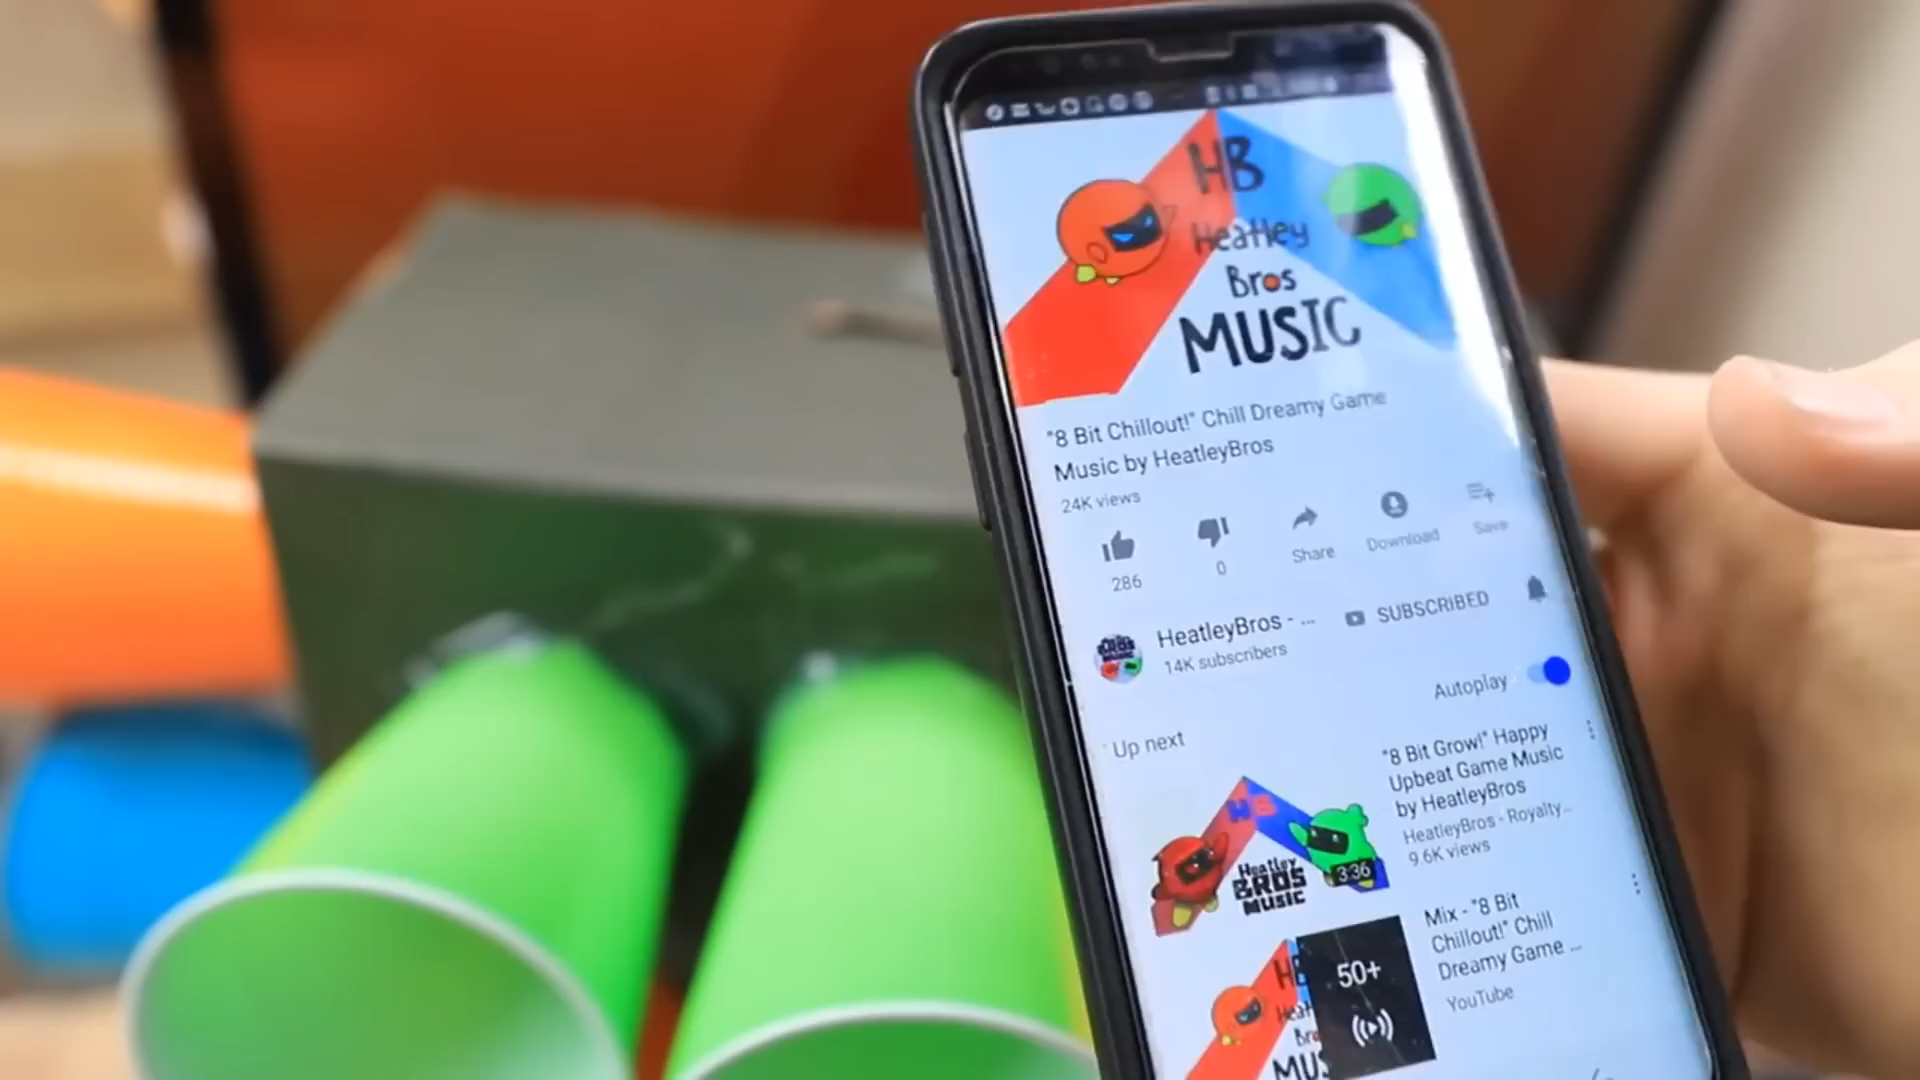 HB
Heatley
Bros
MUSIC
"8 Bit Chillout!" Chill Dreamy Game
Music by HeatleyBros
24K views
286
0
Share
Download
Save
HeatleyBros - ...
14K subscribers
SUBSCRIBED
Autoplay
Up next
HB
Heatley
BROS
Music
3:36
"8 Bit Grow!" Happy
Upbeat Game Music
by HeatleyBros
HeatleyBros - Royalty...
9.6K views
50+
Mix - "8 Bit
Chillout!" Chill
Dreamy Game ...
YouTube